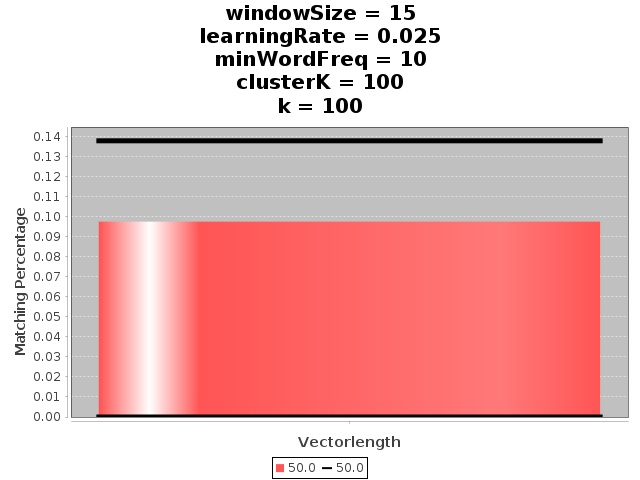 windowSize = 15
learningRate = 0.025
minWordFreq = 10
clusterK = 100
k = 100
0.14
0.13
0.12
0.11
0.10
0.09
0.08
0.07
0.06
0.05
0.04
0.03
0.02
0.01
0.00
Matching Percentage
Vectorlength
50.0 50.0